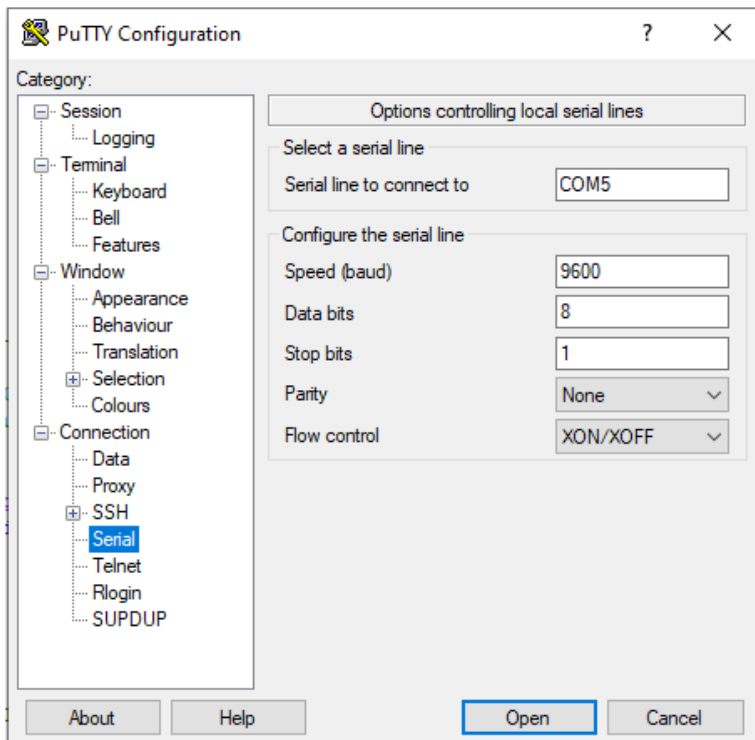 PuTTY Configuration
?
Category:
Session
Logging
Terminal
Keyboard
Bell
Features
Window
Appearance
Behaviour
Translation
Selection
Colours
Connection
Data
Proxy
SSH
Serial
Telnet
Rlogin
SUPDUP
Options controlling local serial lines
Select a serial line
Serial line to connect to COM5
Configure the serial line
Speed (baud) 9600
Data bits 8
Stop bits 1
Parity None
Flow control XON/XOFF
About Help Open Cancel